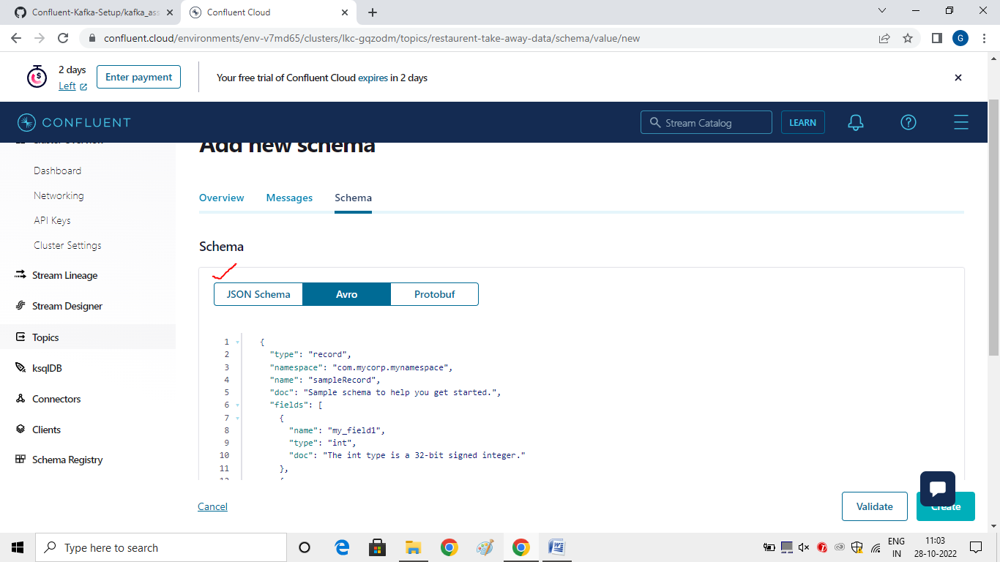 Confluent-Kafka-Setup/kafka_ass
Confluent Cloud
confluent.cloud/environments/env-v7md65/clusters/lkc-gqzodm/topics/restaurent-take-away-data/schema/value/new
G
2 days
Left
Enter payment
Your free trial of Confluent Cloud expires in 2 days
CONFLUENT
Stream Catalog
LEARN
Cluster Overview
Add new schema
Dashboard
Networking
API Keys
Cluster Settings
Stream Lineage
Stream Designer
Topics
ksqlDB
Connectors
Clients
Schema Registry
Overview
Messages
Schema
Schema
JSON Schema
Avro
Protobuf
1 {
2 "type": "record",
3 "namespace": "com.mycorp.mynamespace",
4 "name": "sampleRecord",
5 "doc": "Sample schema to help you get started.",
6 "fields": [
7 {
8 "name": "my_field1",
9 "type": "int",
10 "doc": "The int type is a 32-bit signed integer."
11 },
12 {
Cancel
Validate
Create
Type here to search
ENG
IN
11:03
28-10-2022